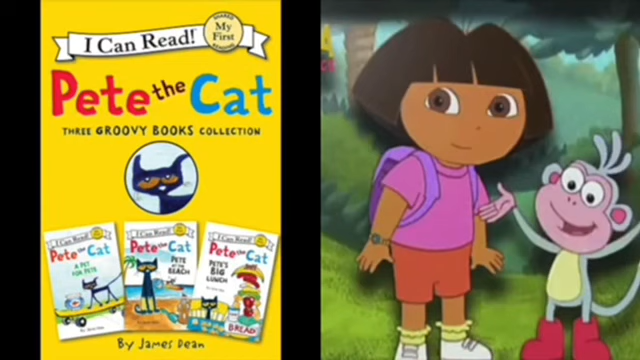 I Can Read!
SHARED
My
First
READING
Pete the Cat
THREE GROOVY BOOKS COLLECTION
I Can Read!
Pete the Cat
A PET
FOR PETE
I Can Read!
Pete the Cat
PETE
AT THE
BEACH
I Can Read!
Pete the Cat
PETE'S
BIG
LUNCH
BREAD
By James Dean